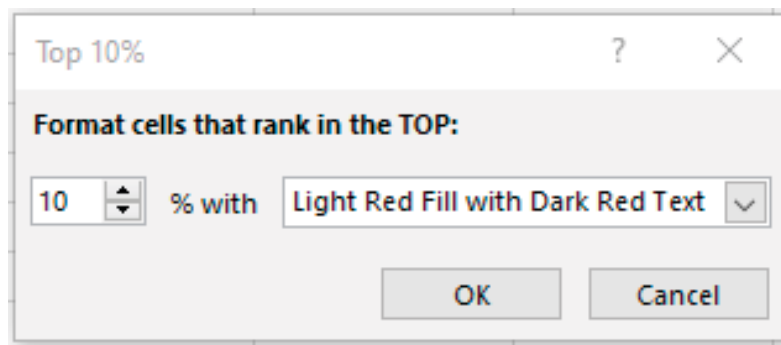 Top 10% ?
Format cells that rank in the TOP:
10 % with Light Red Fill with Dark Red Text
OK Cancel